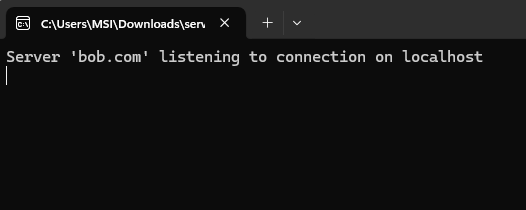 C:\Users\MSI\Downloads\serv
Server 'bob.com' listening to connection on localhost